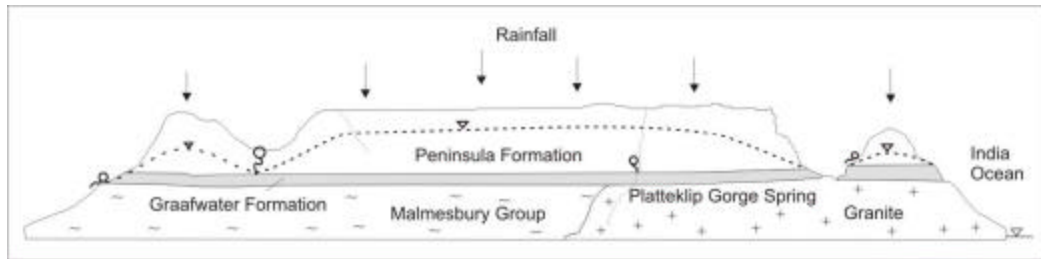 Rainfall
Peninsula Formation
India
Ocean
Graafwater Formation
Malmesbury Group
Platteklip Gorge Spring
Granite